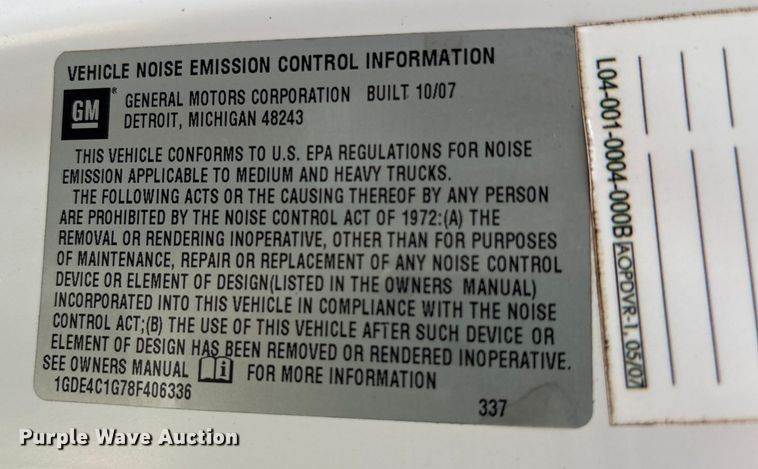 VEHICLE NOISE EMISSION CONTROL INFORMATION
GM ® GENERAL MOTORS CORPORATION BUILT 10/07
DETROIT, MICHIGAN 48243
THIS VEHICLE CONFORMS TO U.S. EPA REGULATIONS FOR NOISE
EMISSION APPLICABLE TO MEDIUM AND HEAVY TRUCKS.
THE FOLLOWING ACTS OR THE CAUSING THEREOF BY ANY PERSON
ARE PROHIBITED BY THE NOISE CONTROL ACT OF 1972:(A) THE
REMOVAL OR RENDERING INOPERATIVE, OTHER THAN FOR PURPOSES
OF MAINTENANCE, REPAIR OR REPLACEMENT OF ANY NOISE CONTROL
DEVICE OR ELEMENT OF DESIGN(LISTED IN THE OWNERS MANUAL)
INCORPORATED INTO THIS VEHICLE IN COMPLIANCE WITH THE NOISE
CONTROL ACT;(B) THE USE OF THIS VEHICLE AFTER SUCH DEVICE OR
ELEMENT OF DESIGN HAS BEEN REMOVED OR RENDERED INOPERATIVE.
SEE OWNERS MANUAL i FOR MORE INFORMATION
1GDE4C1G78F406336
337
L04-001-0004-000B AOPDVR-1 05/07
Purple Wave Auction